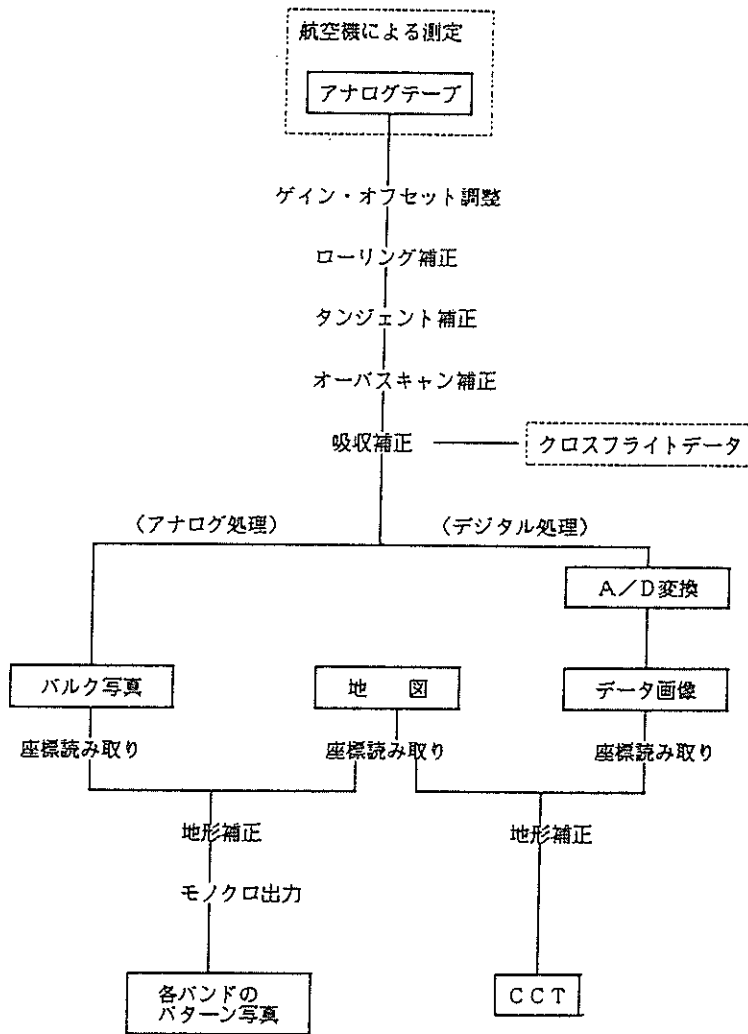 航空機による測定
アナログテープ
ゲイン・オフセット調整
ローリング補正
タンジェント補正
オーバスキャン補正
吸収補正
クロスフライトデータ
(アナログ処理)
(デジタル処理)
A/D変換
バルク写真
地 図
データ画像
座標読み取り
座標読み取り
座標読み取り
地形補正
地形補正
モノクロ出力
各バンドの
パターン写真
CCT